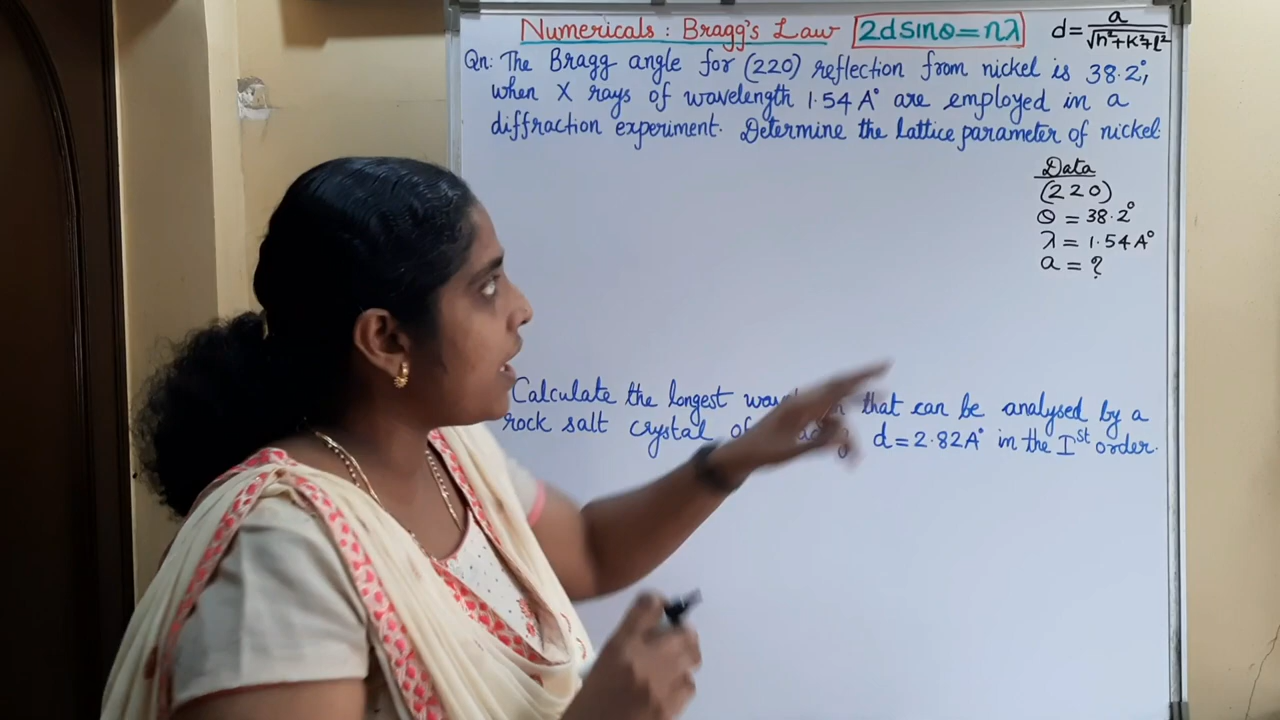 Numericals : Bragg's Law 2dsinθ=nλ d= a/√h²+k²+l²
Qn: The Bragg angle for (220) reflection from nickel is 38.2°,
when X rays of wavelength 1.54 A° are employed in a
diffraction experiment. Determine the Lattice parameter of nickel.
Data
(220)
θ = 38.2°
λ = 1.54 A°
a = ?
Calculate the longest that can be analysed by a
rock salt crystal of d=2.82A° in the Ist order.